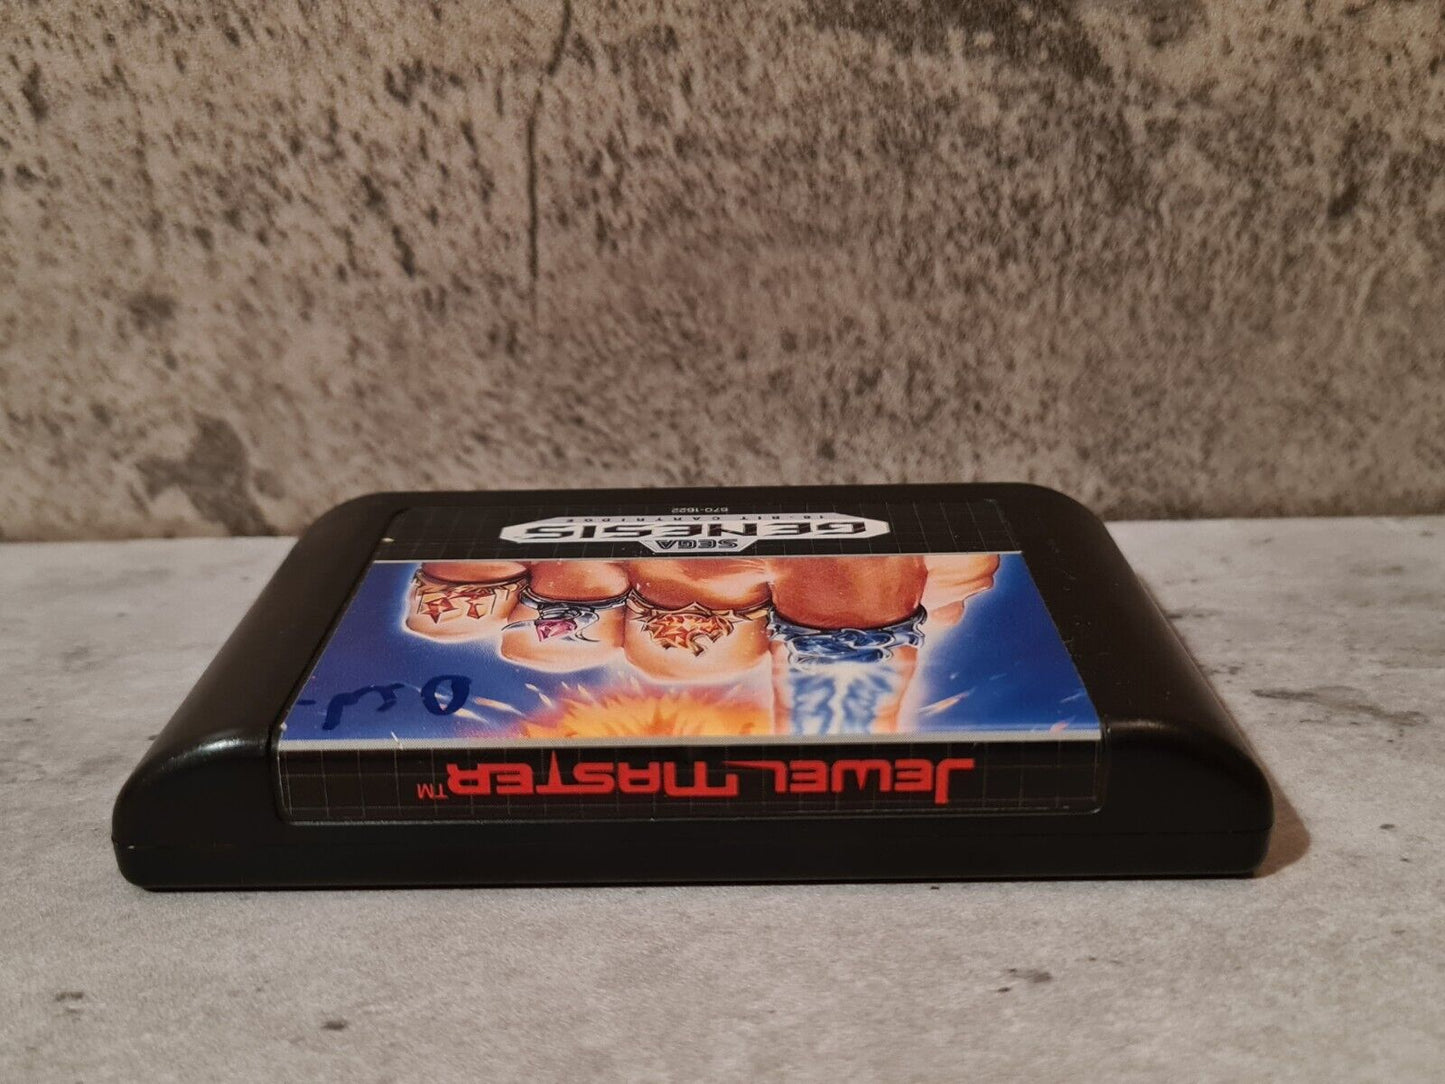 JEWEL MASTER™
SEGA
GENESIS
16-BIT CARTRIDGE
670-1622